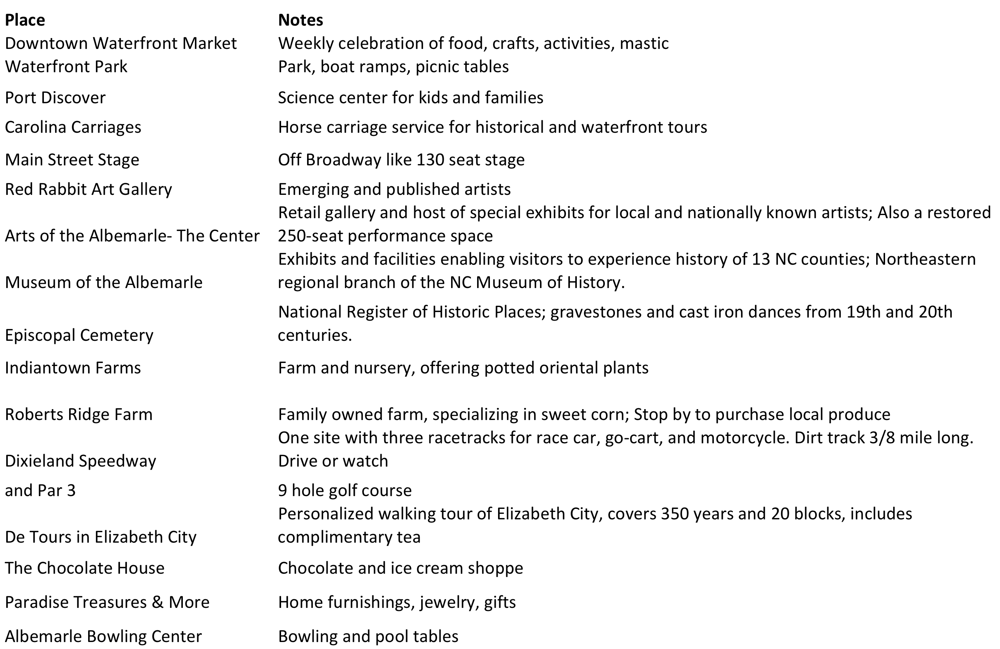 Place Notes
Downtown Waterfront Market Weekly celebration of food, crafts, activities, mastic
Waterfront Park Park, boat ramps, picnic tables
Port Discover Science center for kids and families
Carolina Carriages Horse carriage service for historical and waterfront tours
Main Street Stage Off Broadway like 130 seat stage
Red Rabbit Art Gallery Emerging and published artists
Retail gallery and host of special exhibits for local and nationally known artists; Also a restored
Arts of the Albemarle- The Center 250-seat performance space
Exhibits and facilities enabling visitors to experience history of 13 NC counties; Northeastern
Museum of the Albemarle regional branch of the NC Museum of History.
National Register of Historic Places; gravestones and cast iron dances from 19th and 20th
Episcopal Cemetery centuries.
Indiantown Farms Farm and nursery, offering potted oriental plants
Roberts Ridge Farm Family owned farm, specializing in sweet corn; Stop by to purchase local produce
One site with three racetracks for race car, go-cart, and motorcycle. Dirt track 3/8 mile long.
Dixieland Speedway Drive or watch
and Par 3 9 hole golf course
Personalized walking tour of Elizabeth City, covers 350 years and 20 blocks, includes
De Tours in Elizabeth City complimentary tea
The Chocolate House Chocolate and ice cream shoppe
Paradise Treasures & More Home furnishings, jewelry, gifts
Albemarle Bowling Center Bowling and pool tables